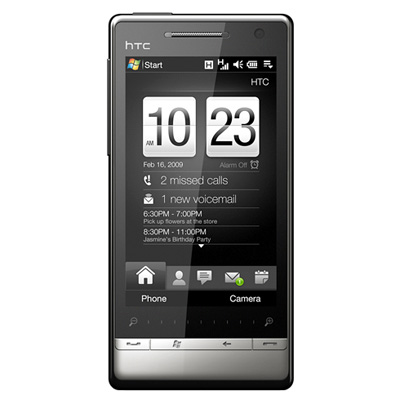 hTC
Start
HTC
AM 10 23
Feb 16, 2009 Alarm Off
2 missed calls
1 new voicemail
6:30PM - 7:00PM
Pick up flowers at the store
8:30PM - 11:00PM
Jasmine's Birthday Party
Phone Camera